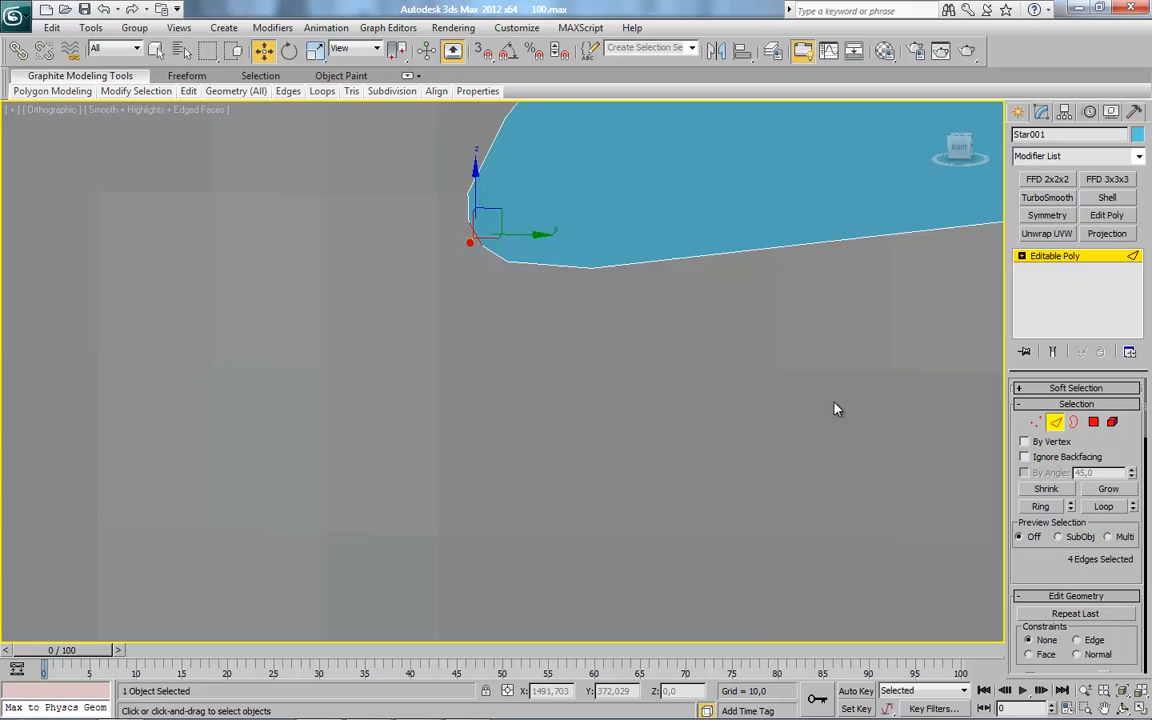 Autodesk 3ds Max 2012 x64 100.max
Type a keyword or phrase
Edit Tools Group Views Create Modifiers Animation Graph Editors Rendering Customize MAXScript Help
All View 3 Create Selection Se
Graphite Modeling Tools Freeform Selection Object Paint
Polygon Modeling Modify Selection Edit Geometry (All) Edges Loops Tris Subdivision Align Properties
[ + ] [ Orthographic ] [ Smooth + Highlights + Edged Faces ]
z
y
RIGHT
Star001
Modifier List
FFD 2x2x2 FFD 3x3x3
TurboSmooth Shell
Symmetry Edit Poly
Unwrap UVW Projection
Editable Poly
+ Soft Selection
- Selection
By Vertex
Ignore Backfacing
By Angle: 45,0
Shrink Grow
Ring Loop
Preview Selection
Off SubObj Multi
4 Edges Selected
- Edit Geometry
Repeat Last
Constraints
None Edge
Face Normal
< 0 / 100 >
0 5 10 15 20 25 30 35 40 45 50 55 60 65 70 75 80 85 90 95 100
1 Object Selected X: 1491,703 Y: 372,029 Z: 0,0 Grid = 10,0 Auto Key Selected
Max to Physcs Geom Click or click-and-drag to select objects Add Time Tag Set Key Key Filters... 0